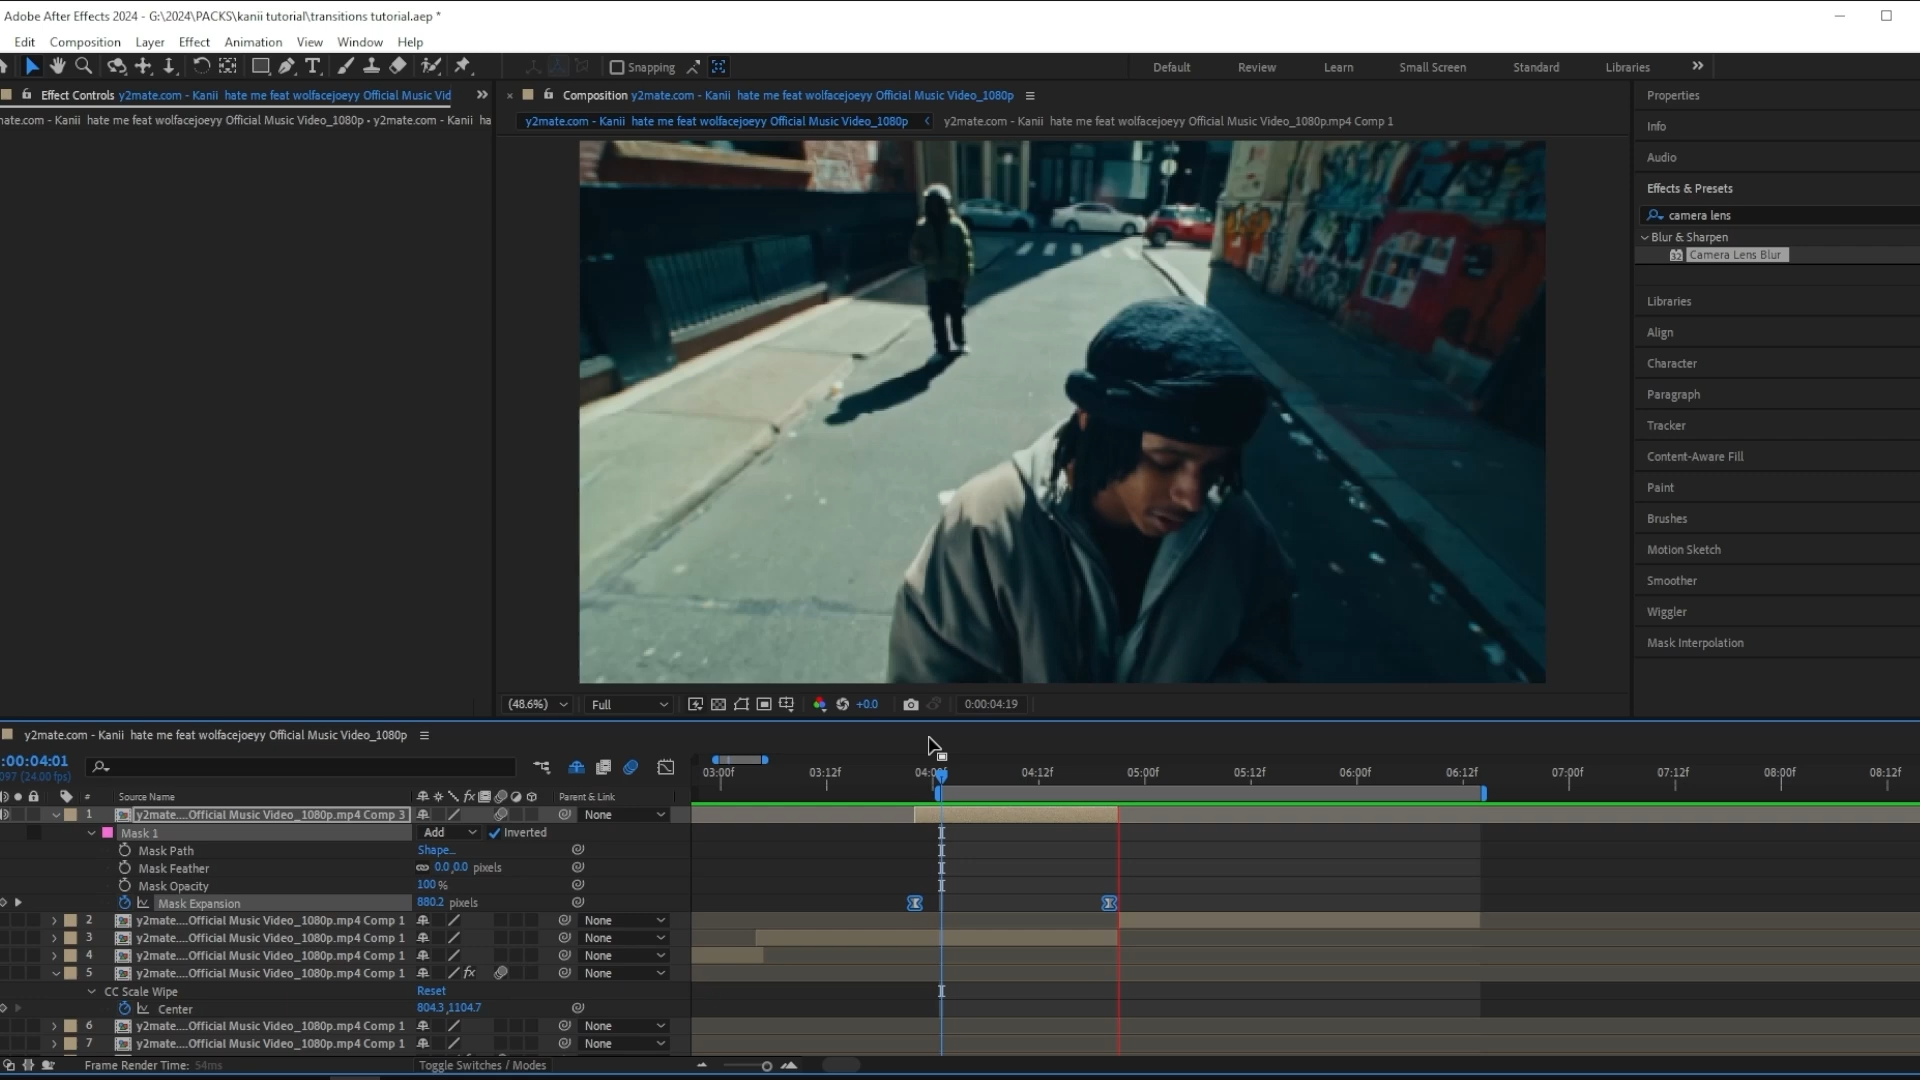 Adobe After Effects 2024 - G:\2024\PACKS\kanii tutorial\transitions tutorial.aep *
Edit Composition Layer Effect Animation View Window Help
Snapping
Default Review Learn Small Screen Standard Libraries
Effect Controls y2mate.com - Kanii hate me feat wolfacejoeyy Official Music Vid
Composition y2mate.com - Kanii hate me feat wolfacejoeyy Official Music Video_1080p
Properties
nate.com - Kanii hate me feat wolfacejoeyy Official Music Video_1080p • y2mate.com - Kanii ha
y2mate.com - Kanii hate me feat wolfacejoeyy Official Music Video_1080p
y2mate.com - Kanii hate me feat wolfacejoeyy Official Music Video_1080p.mp4 Comp 1
Info
Audio
Effects & Presets
camera lens
Blur & Sharpen
32 Camera Lens Blur
Libraries
Align
Character
Paragraph
Tracker
Content-Aware Fill
Paint
Brushes
Motion Sketch
Smoother
Wiggler
Mask Interpolation
(48.6%) Full +0.0 0:00:04:19
y2mate.com - Kanii hate me feat wolfacejoeyy Official Music Video_1080p
:00:04:01
097 (24.00 fps)
03:00f 03:12f 04:00f 04:12f 05:00f 05:12f 06:00f 06:12f 07:00f 07:12f 08:00f 08:12f
# Source Name fx Parent & Link
1 y2mate....Official Music Video_1080p.mp4 Comp 3 None
Mask 1 Add Inverted
Mask Path Shape...
Mask Feather 0.0,0.0 pixels
Mask Opacity 100 %
Mask Expansion 880.2 pixels
2 y2mate....Official Music Video_1080p.mp4 Comp 1 None
3 y2mate....Official Music Video_1080p.mp4 Comp 1 None
4 y2mate....Official Music Video_1080p.mp4 Comp 1 None
5 y2mate....Official Music Video_1080p.mp4 Comp 1 fx None
CC Scale Wipe Reset
Center 804.3,1104.7
6 y2mate....Official Music Video_1080p.mp4 Comp 1 None
7 y2mate....Official Music Video_1080p.mp4 Comp 1 None
Frame Render Time: 54ms Toggle Switches / Modes